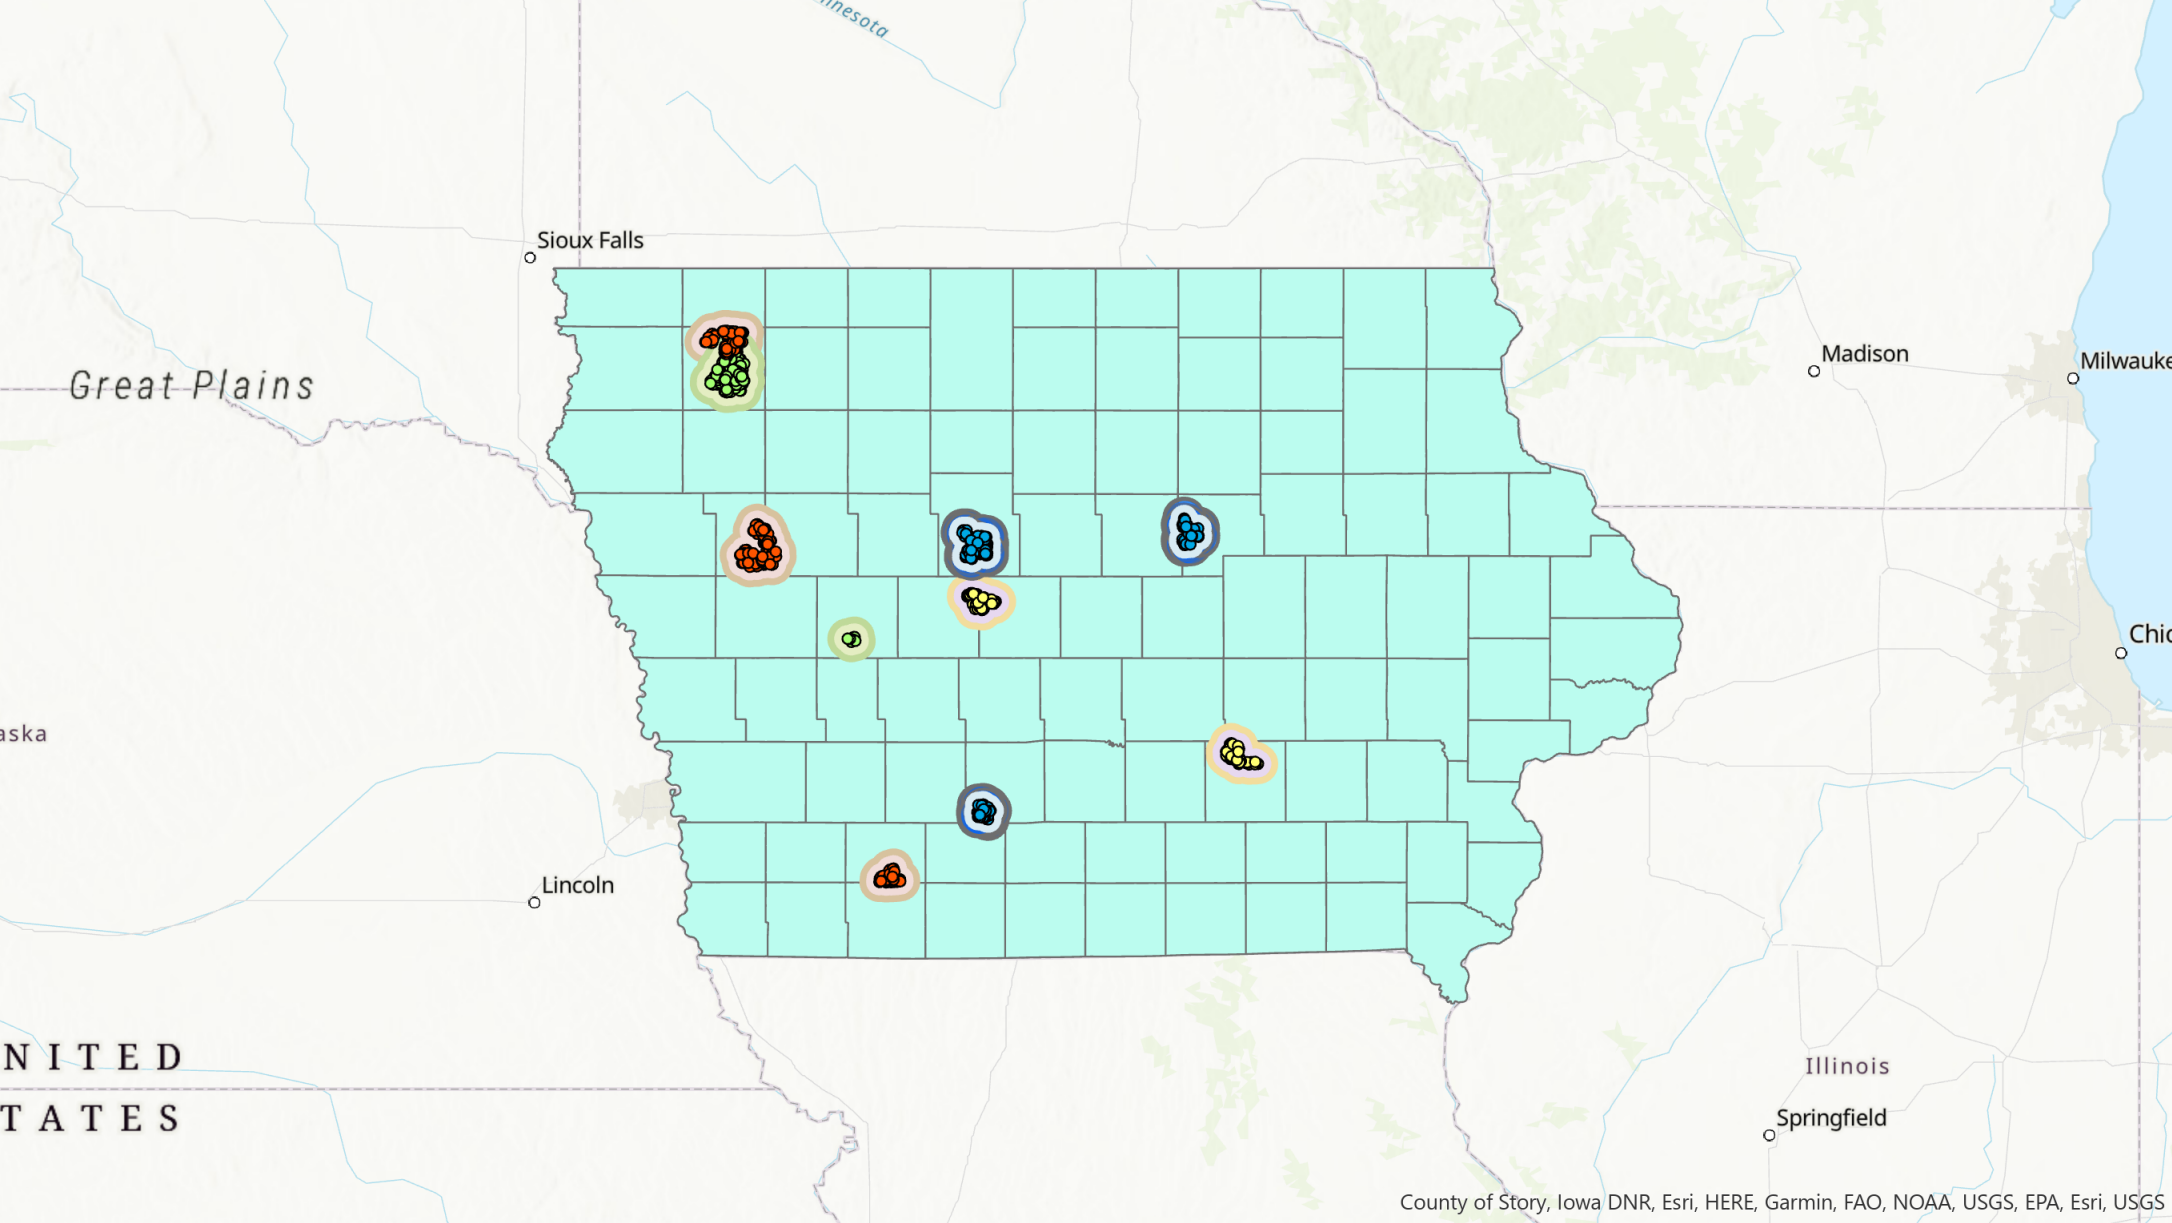 nnesota
Sioux Falls
Madison
Milwauke
Great Plains
Chic
aska
Lincoln
NITED
TATES
Illinois
Springfield
County of Story, Iowa DNR, Esri, HERE, Garmin, FAO, NOAA, USGS, EPA, Esri, USGS